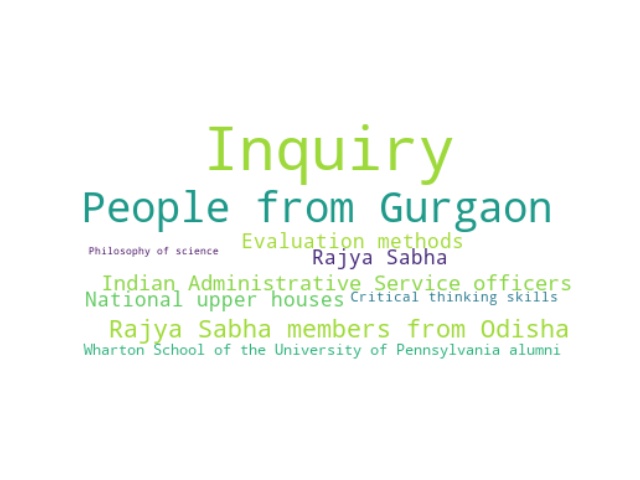 Inquiry
People from Gurgaon
Evaluation methods
Philosophy of science
Rajya Sabha
Indian Administrative Service officers
National upper houses
Critical thinking skills
Rajya Sabha members from Odisha
Wharton School of the University of Pennsylvania alumni